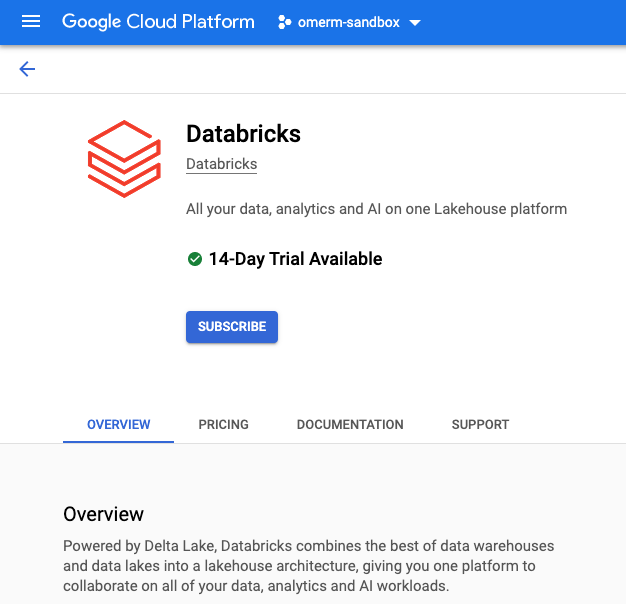 Google Cloud Platform omerm-sandbox
Databricks
Databricks
All your data, analytics and AI on one Lakehouse platform
14-Day Trial Available
SUBSCRIBE
OVERVIEW PRICING DOCUMENTATION SUPPORT
Overview
Powered by Delta Lake, Databricks combines the best of data warehouses
and data lakes into a lakehouse architecture, giving you one platform to
collaborate on all of your data, analytics and AI workloads.